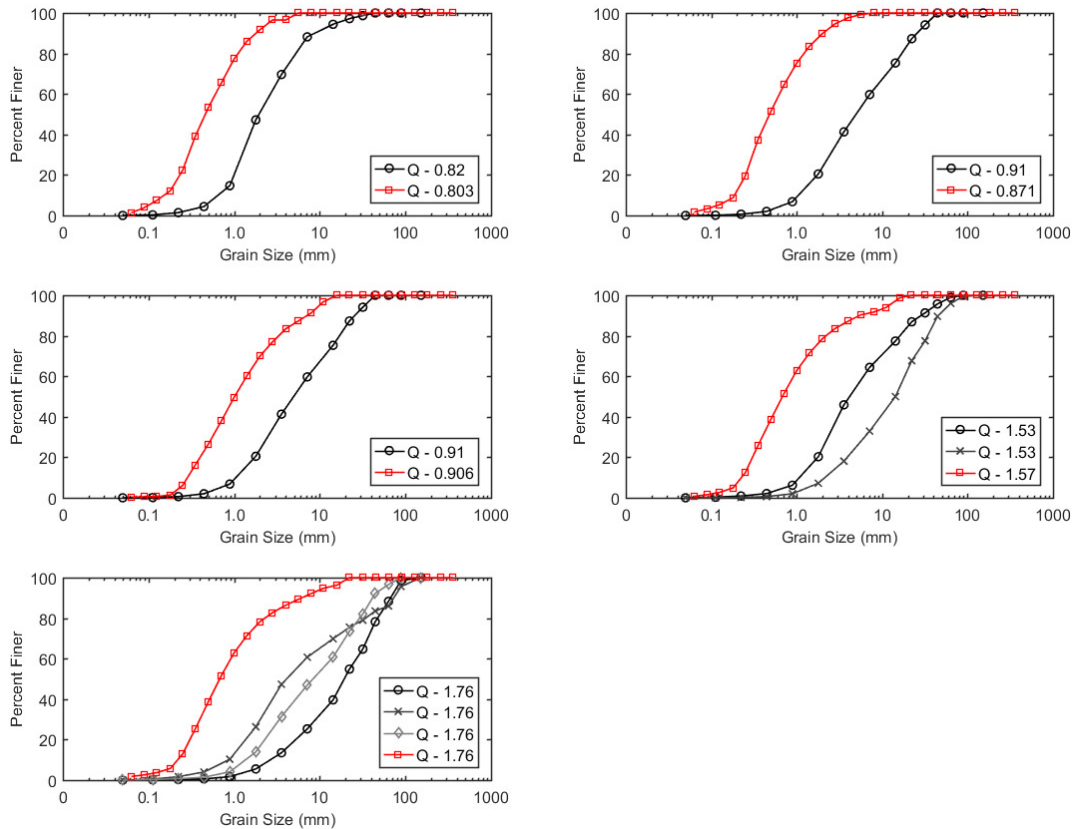 100
80
60
40
20
0
Percent Finer
0 0.1 1.0 10 100 1000
Grain Size (mm)
Q - 0.82
Q - 0.803
100
80
60
40
20
0
Percent Finer
0 0.1 1.0 10 100 1000
Grain Size (mm)
Q - 0.91
Q - 0.871
100
80
60
40
20
0
Percent Finer
0 0.1 1.0 10 100 1000
Grain Size (mm)
Q - 0.91
Q - 0.906
100
80
60
40
20
0
Percent Finer
0 0.1 1.0 10 100 1000
Grain Size (mm)
Q - 1.53
Q - 1.53
Q - 1.57
100
80
60
40
20
0
Percent Finer
0 0.1 1.0 10 100 1000
Grain Size (mm)
Q - 1.76
Q - 1.76
Q - 1.76
Q - 1.76